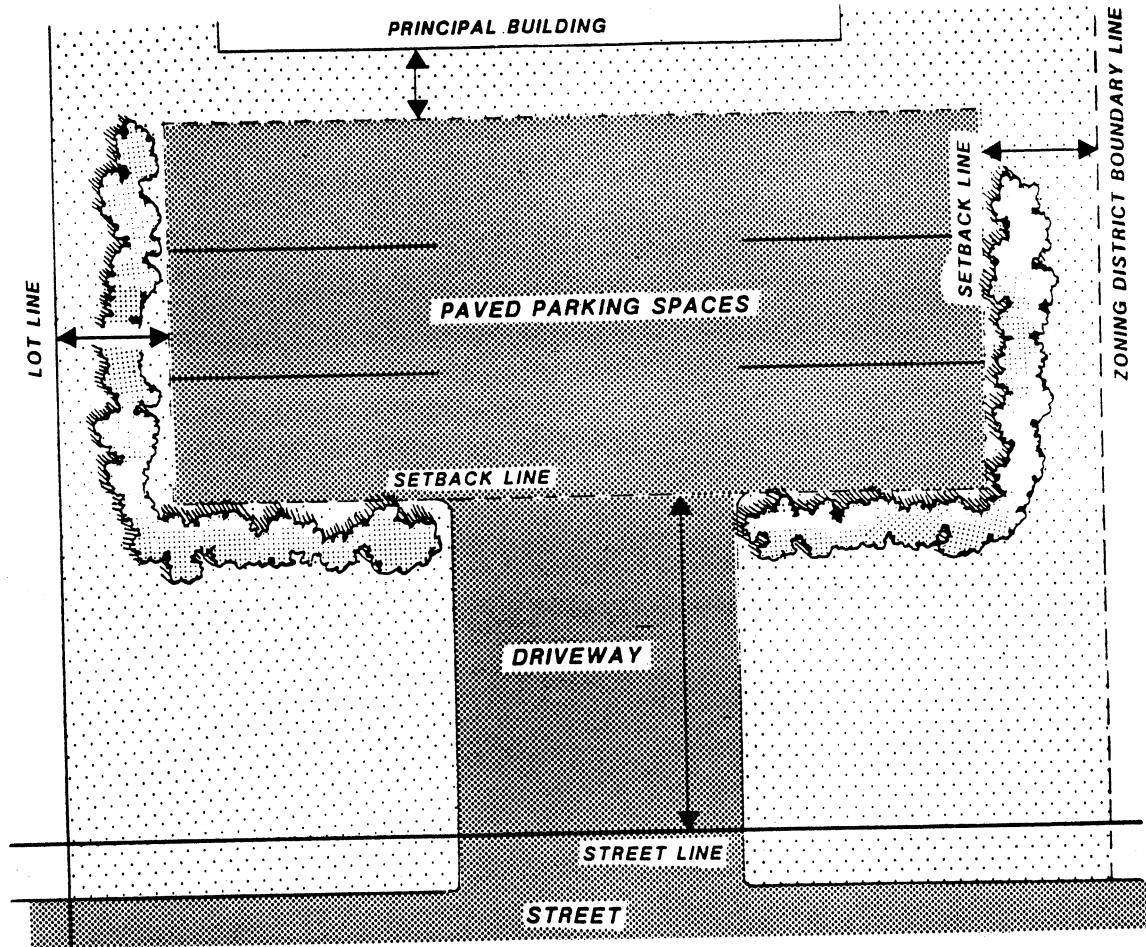 PRINCIPAL BUILDING
ZONING DISTRICT BOUNDARY LINE
SETBACK LINE
PAVED PARKING SPACES
LOT LINE
SETBACK LINE
DRIVEWAY
STREET LINE
STREET